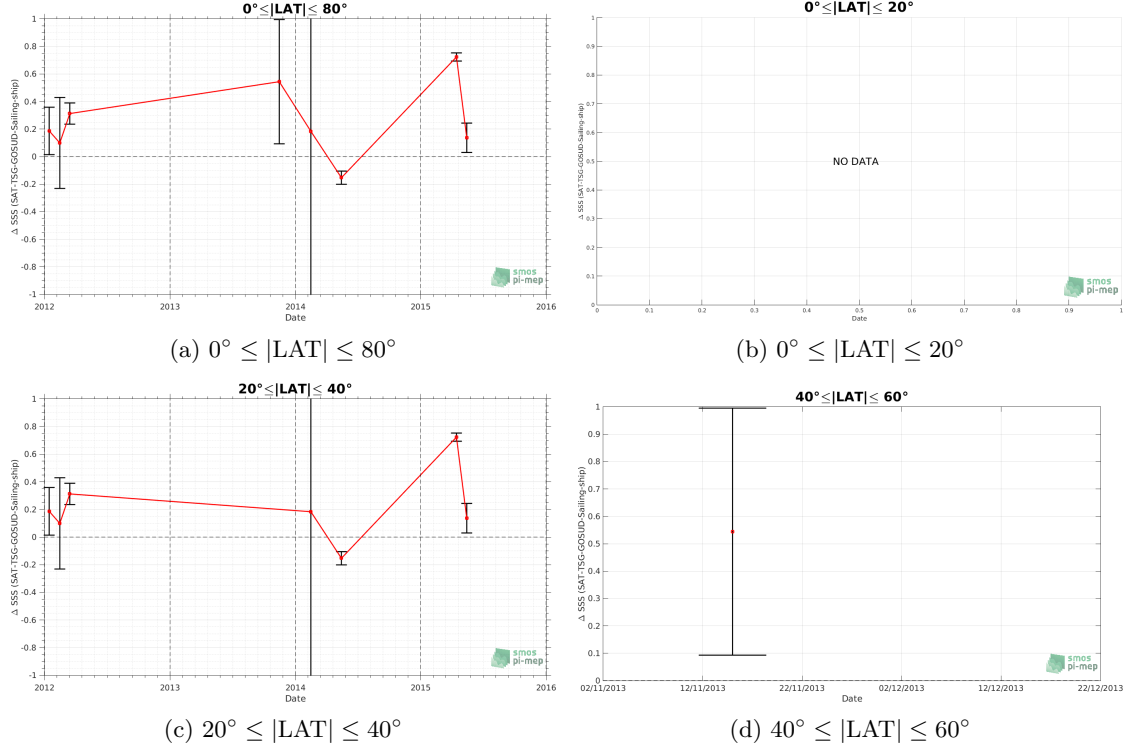 0°≤|LAT|≤ 80°
Δ SSS (SAT-TSG-GOSUD-Sailing-ship)
1
0.8
0.6
0.4
0.2
0
-0.2
-0.4
-0.6
-0.8
-1
2012
2013
2014
2015
2016
Date
smos
pi-mep
(a) 0° ≤ |LAT| ≤ 80°
0°≤|LAT|≤ 20°
Δ SSS (SAT-TSG-GOSUD-Sailing-ship)
1
0.9
0.8
0.7
0.6
0.5
0.4
0.3
0.2
0.1
0
NO DATA
0
0.1
0.2
0.3
0.4
0.5
0.6
0.7
0.8
0.9
1
Date
smos
pi-mep
(b) 0° ≤ |LAT| ≤ 20°
20°≤|LAT|≤ 40°
Δ SSS (SAT-TSG-GOSUD-Sailing-ship)
1
0.8
0.6
0.4
0.2
0
-0.2
-0.4
-0.6
-0.8
-1
2012
2013
2014
2015
2016
Date
smos
pi-mep
(c) 20° ≤ |LAT| ≤ 40°
40°≤|LAT|≤ 60°
Δ SSS (SAT-TSG-GOSUD-Sailing-ship)
1
0.9
0.8
0.7
0.6
0.5
0.4
0.3
0.2
0.1
0
02/11/2013
12/11/2013
22/11/2013
02/12/2013
12/12/2013
22/12/2013
Date
smos
pi-mep
(d) 40° ≤ |LAT| ≤ 60°